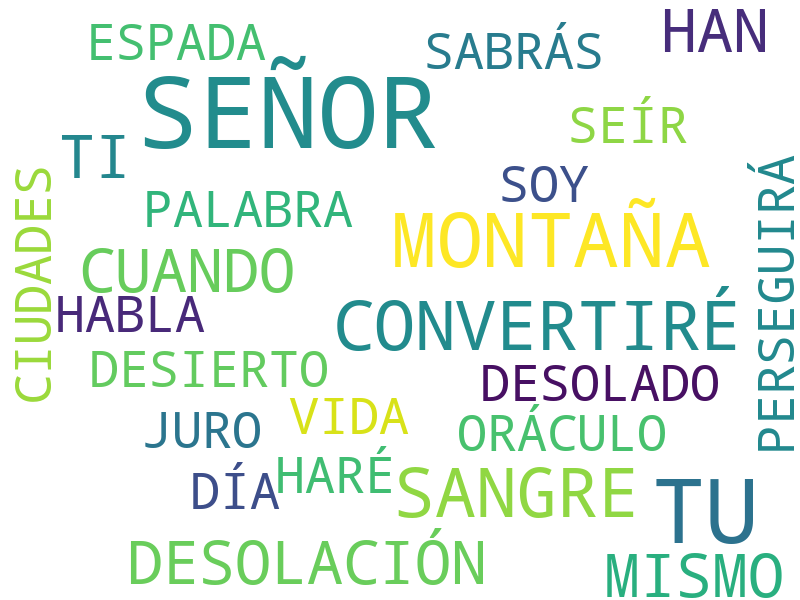 HAN
ESPADA
SABRÁS
SEÑOR
SEÍR
TI
SOY
PALABRA
MONTAÑA
CIUDADES
PERSEGUIRÁ
CUANDO
HABLA
CONVERTIRÉ
DESIERTO
DESOLADO
VIDA
JURO
ORÁCULO
HARÉ
DÍA
SANGRE
TU
DESOLACIÓN
MISMO